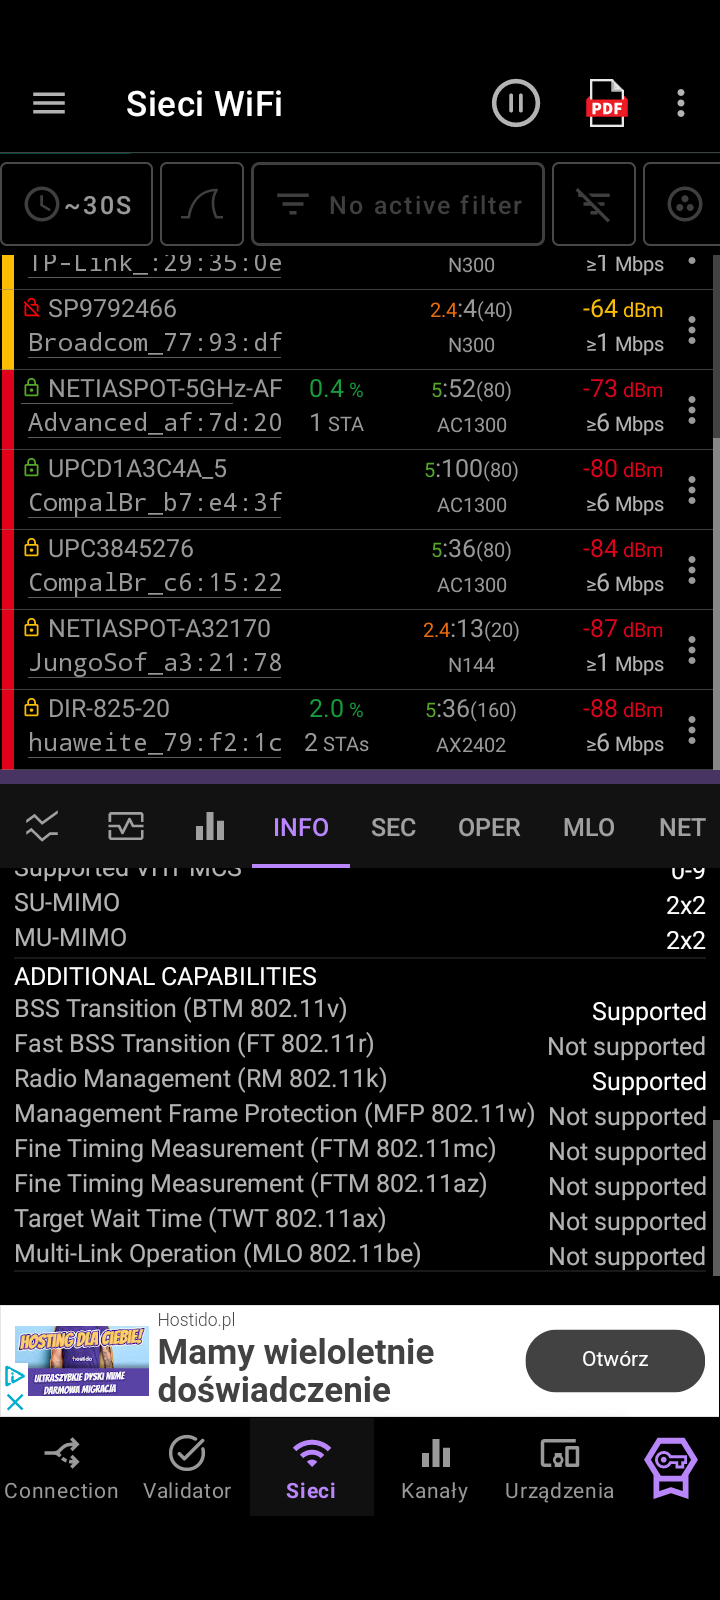 Sieci WiFi
PDF
~30S
No active filter
TP-Link_:29:35:0e N300 ≥1 Mbps
SP9792466 2.4:4(40) -64 dBm
Broadcom_77:93:df N300 ≥1 Mbps
NETIASPOT-5GHz-AF 0.4 % 5:52(80) -73 dBm
Advanced_af:7d:20 1 STA AC1300 ≥6 Mbps
UPCD1A3C4A_5 5:100(80) -80 dBm
CompalBr_b7:e4:3f AC1300 ≥6 Mbps
UPC3845276 5:36(80) -84 dBm
CompalBr_c6:15:22 AC1300 ≥6 Mbps
NETIASPOT-A32170 2.4:13(20) -87 dBm
JungoSof_a3:21:78 N144 ≥1 Mbps
DIR-825-20 2.0 % 5:36(160) -88 dBm
huaweite_79:f2:1c 2 STAs AX2402 ≥6 Mbps
INFO SEC OPER MLO NET
Supported VHT MCS 0-9
SU-MIMO 2x2
MU-MIMO 2x2
ADDITIONAL CAPABILITIES
BSS Transition (BTM 802.11v) Supported
Fast BSS Transition (FT 802.11r) Not supported
Radio Management (RM 802.11k) Supported
Management Frame Protection (MFP 802.11w) Not supported
Fine Timing Measurement (FTM 802.11mc) Not supported
Fine Timing Measurement (FTM 802.11az) Not supported
Target Wait Time (TWT 802.11ax) Not supported
Multi-Link Operation (MLO 802.11be) Not supported
HOSTING DLA CIEBIE!
hostido
ULTRASZYBKIE DYSKI NVME
DARMOWA MIGRACJA
Hostido.pl
Mamy wieloletnie
doświadczenie
Otwórz
Connection Validator Sieci Kanały Urządzenia